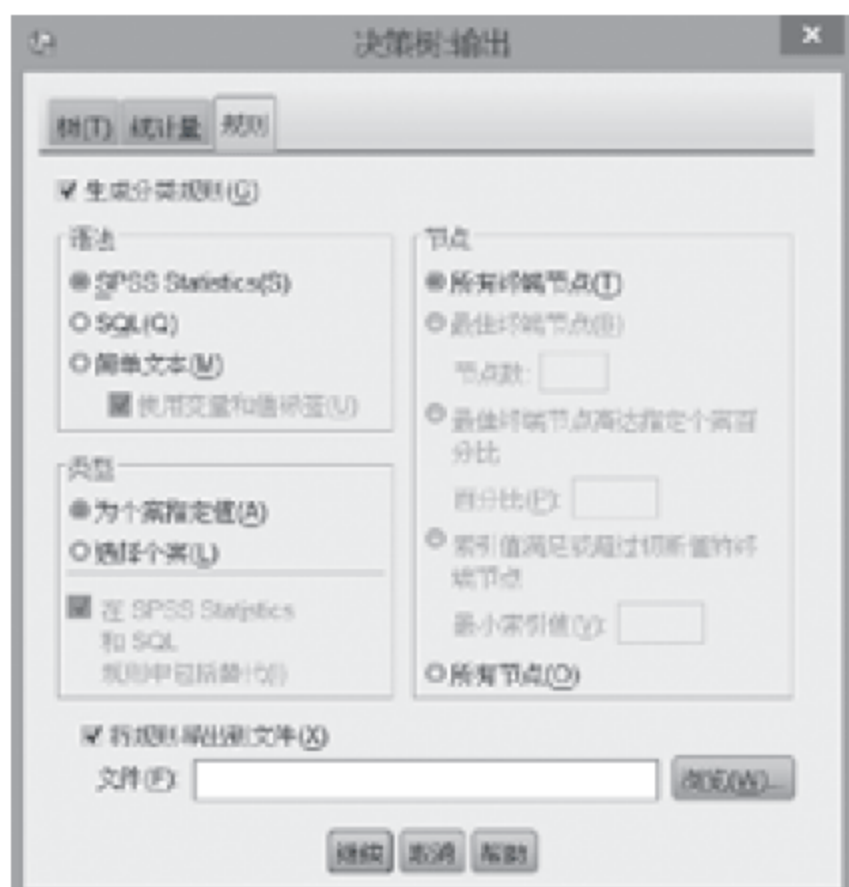 决策树:输出
树(T) 统计量 规则
生成分类规则(G)
语法
SPSS Statistics(S)
SQL(Q)
简单文本(M)
使用变量和值标签(U)
类型
为个案指定值(A)
选择个案(L)
在 SPSS Statistics
和 SQL
规则中包括替代(I)
节点
所有终端节点(T)
最佳终端节点(B)
节点数:
最佳终端节点高达指定个案百
分比
百分比(P):
索引值满足或超过切断值的终
端节点
最小索引值(V):
所有节点(O)
将规则导出到文件(X)
文件(F):
浏览(W)...
继续 取消 帮助